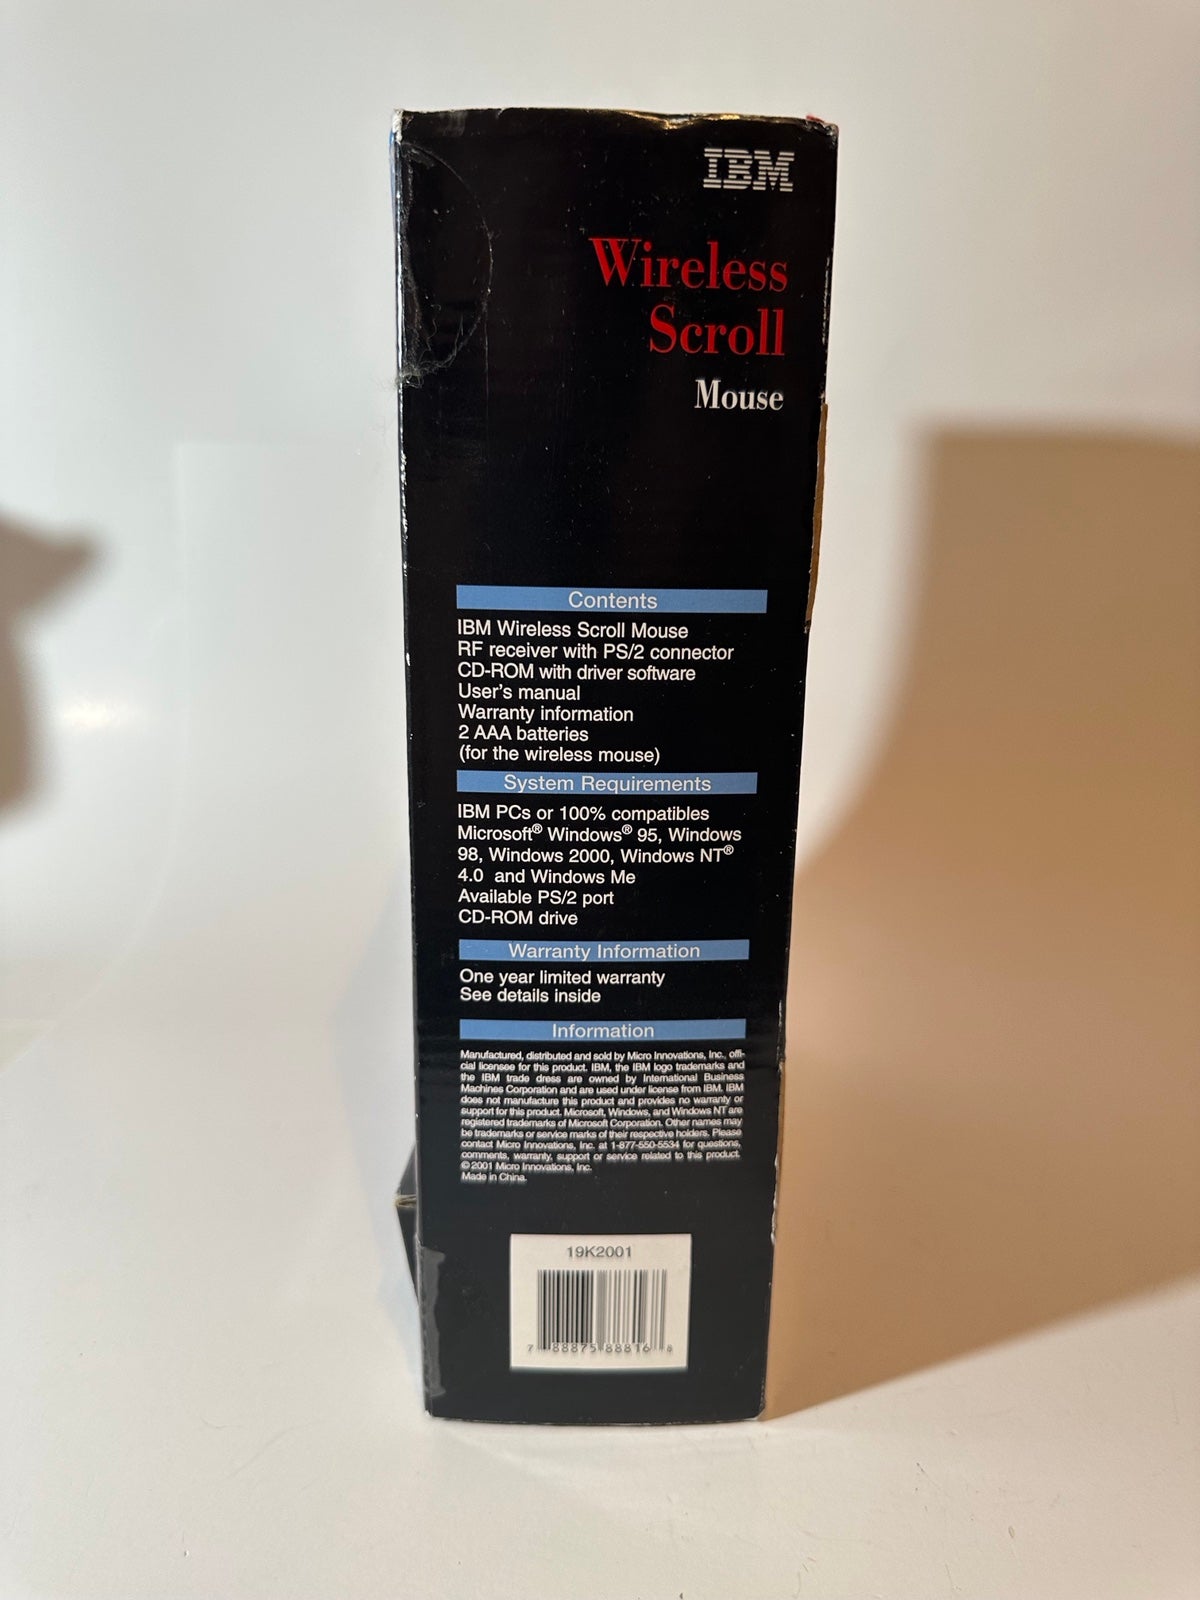 IBM
Wireless
Scroll
Mouse
Contents
IBM Wireless Scroll Mouse
RF receiver with PS/2 connector
CD-ROM with driver software
User's manual
Warranty information
2 AAA batteries
(for the wireless mouse)
System Requirements
IBM PCs or 100% compatibles
Microsoft® Windows® 95, Windows
98, Windows 2000, Windows NT®
4.0 and Windows Me
Available PS/2 port
CD-ROM drive
Warranty Information
One year limited warranty
See details inside
Information
Manufactured, distributed and sold by Micro Innovations, Inc., offi-
cial licensee for this product. IBM, the IBM logo trademarks and
the IBM trade dress are owned by International Business
Machines Corporation and are used under license from IBM. IBM
does not manufacture this product and provides no warranty or
support for this product. Microsoft, Windows, and Windows NT are
registered trademarks of Microsoft Corporation. Other names may
be trademarks or service marks of their respective holders. Please
contact Micro Innovations, Inc. at 1-877-550-5534 for questions,
comments, warranty, support or service related to this product.
© 2001 Micro Innovations, Inc.
Made in China.
19K2001
7 88875 88816 8